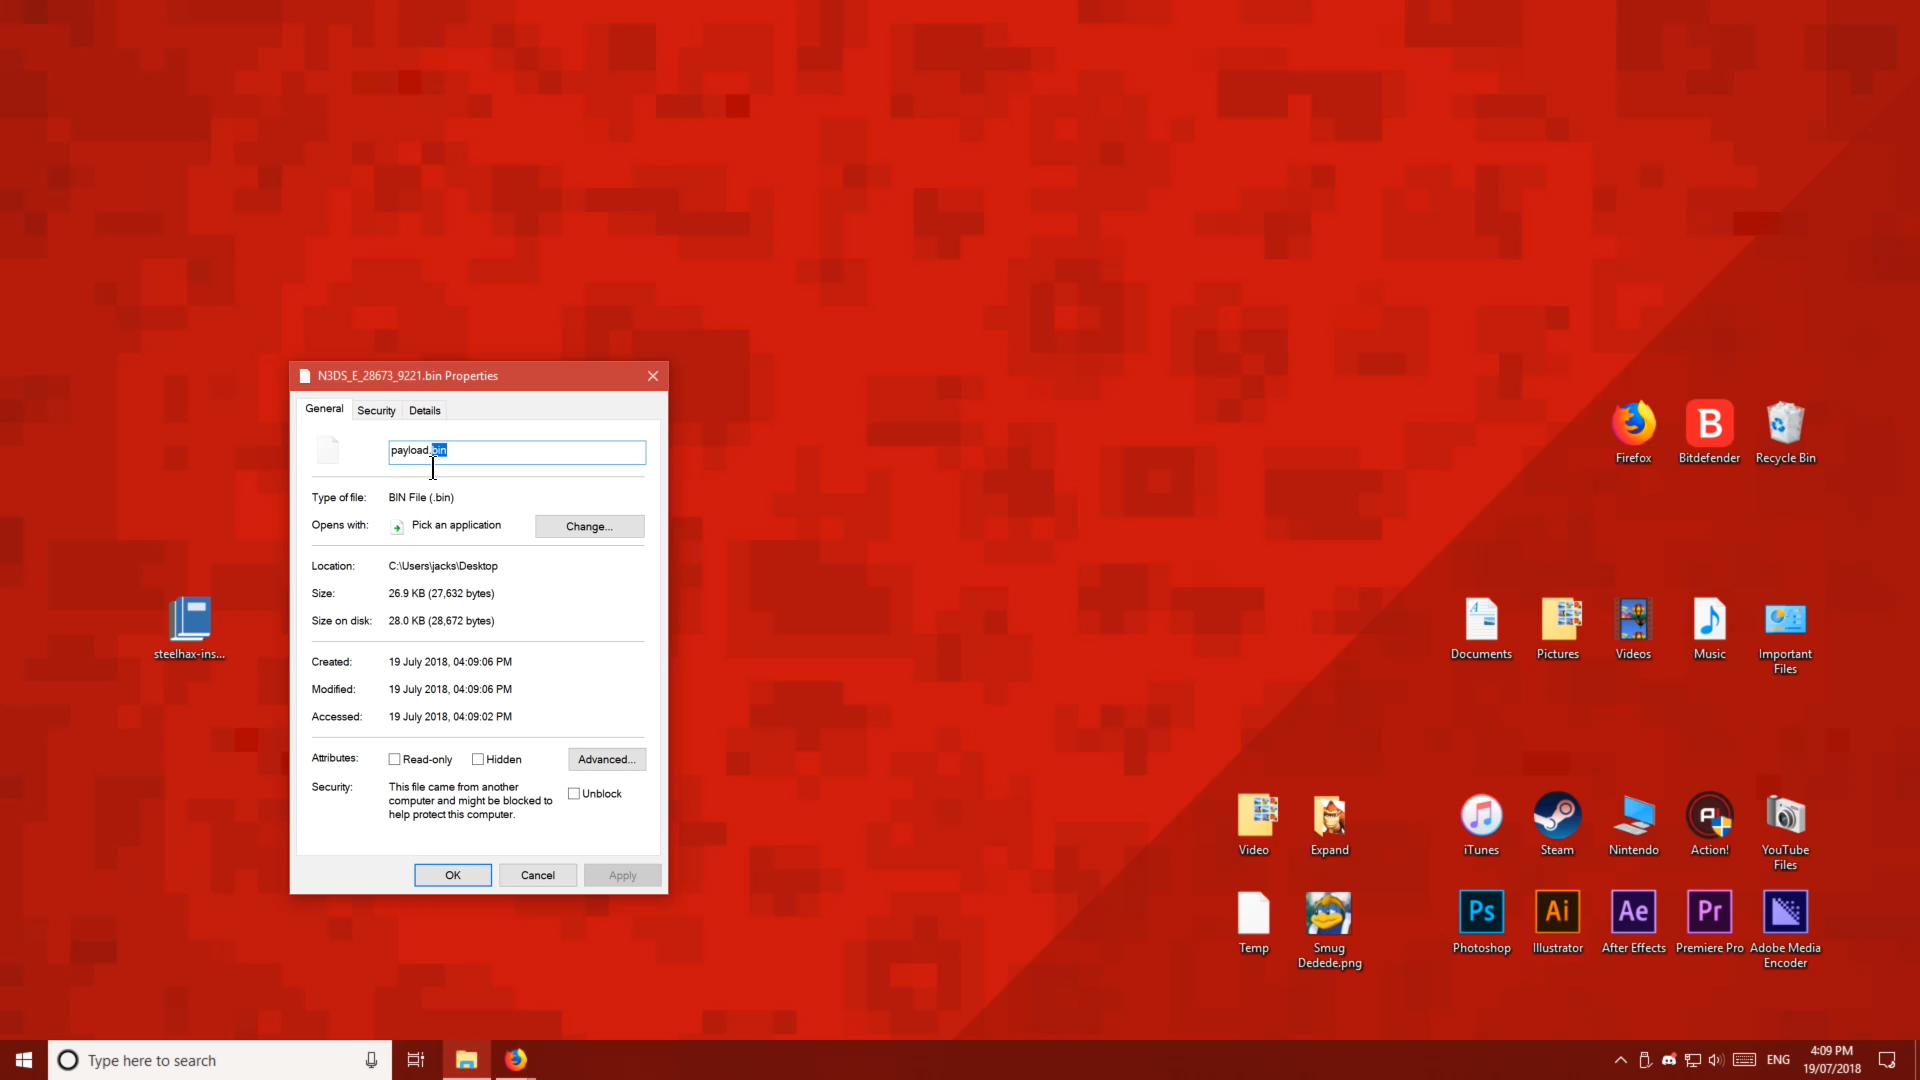 N3DS_E_28673_9221.bin Properties
General Security Details
payload.bin
Type of file: BIN File (.bin)
Opens with: Pick an application Change...
Location: C:\Users\jacks\Desktop
Size: 26.9 KB (27,632 bytes)
Size on disk: 28.0 KB (28,672 bytes)
Created: 19 July 2018, 04:09:06 PM
Modified: 19 July 2018, 04:09:06 PM
Accessed: 19 July 2018, 04:09:02 PM
Attributes: Read-only Hidden Advanced...
Security: This file came from another
computer and might be blocked to
help protect this computer.
Unblock
OK Cancel Apply
steelhax-ins...
Firefox Bitdefender Recycle Bin
B
Documents Pictures Videos Music Important
Files
Video Expand iTunes Steam Nintendo Action! YouTube
Files
Ps Ai Ae Pr
Temp Smug
Dedede.png
Photoshop Illustrator After Effects Premiere Pro Adobe Media
Encoder
Type here to search
ENG
4:09 PM
19/07/2018